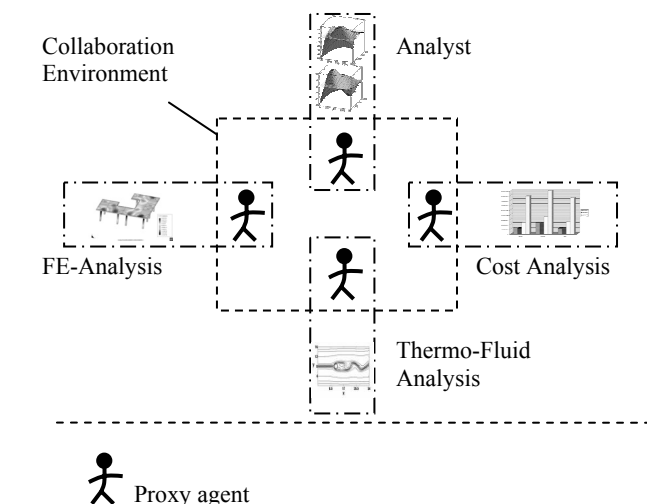 Collaboration
Environment
Analyst
FE-Analysis
Cost Analysis
Thermo-Fluid
Analysis
Proxy agent